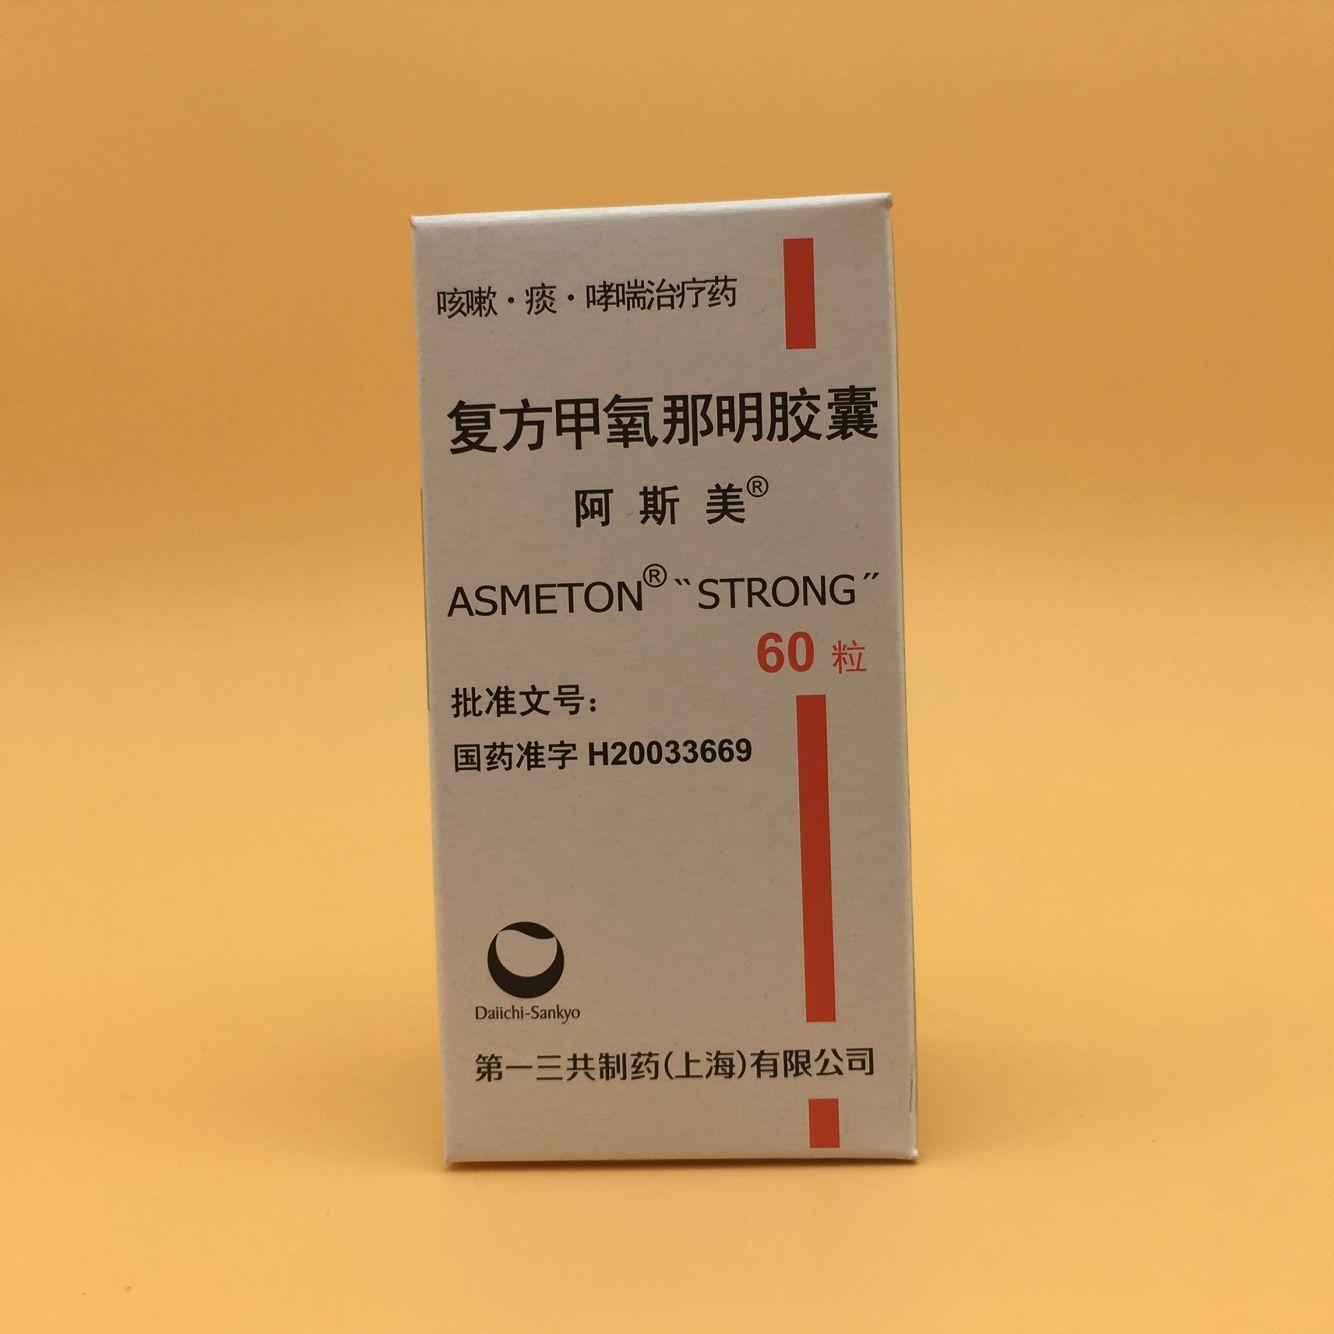 咳嗽·痰·哮喘治疗药
复方甲氧那明胶囊
阿斯美®
ASMETON® “STRONG”
60 粒
批准文号：
国药准字 H20033669
Daiichi-Sankyo
第一三共制药(上海)有限公司